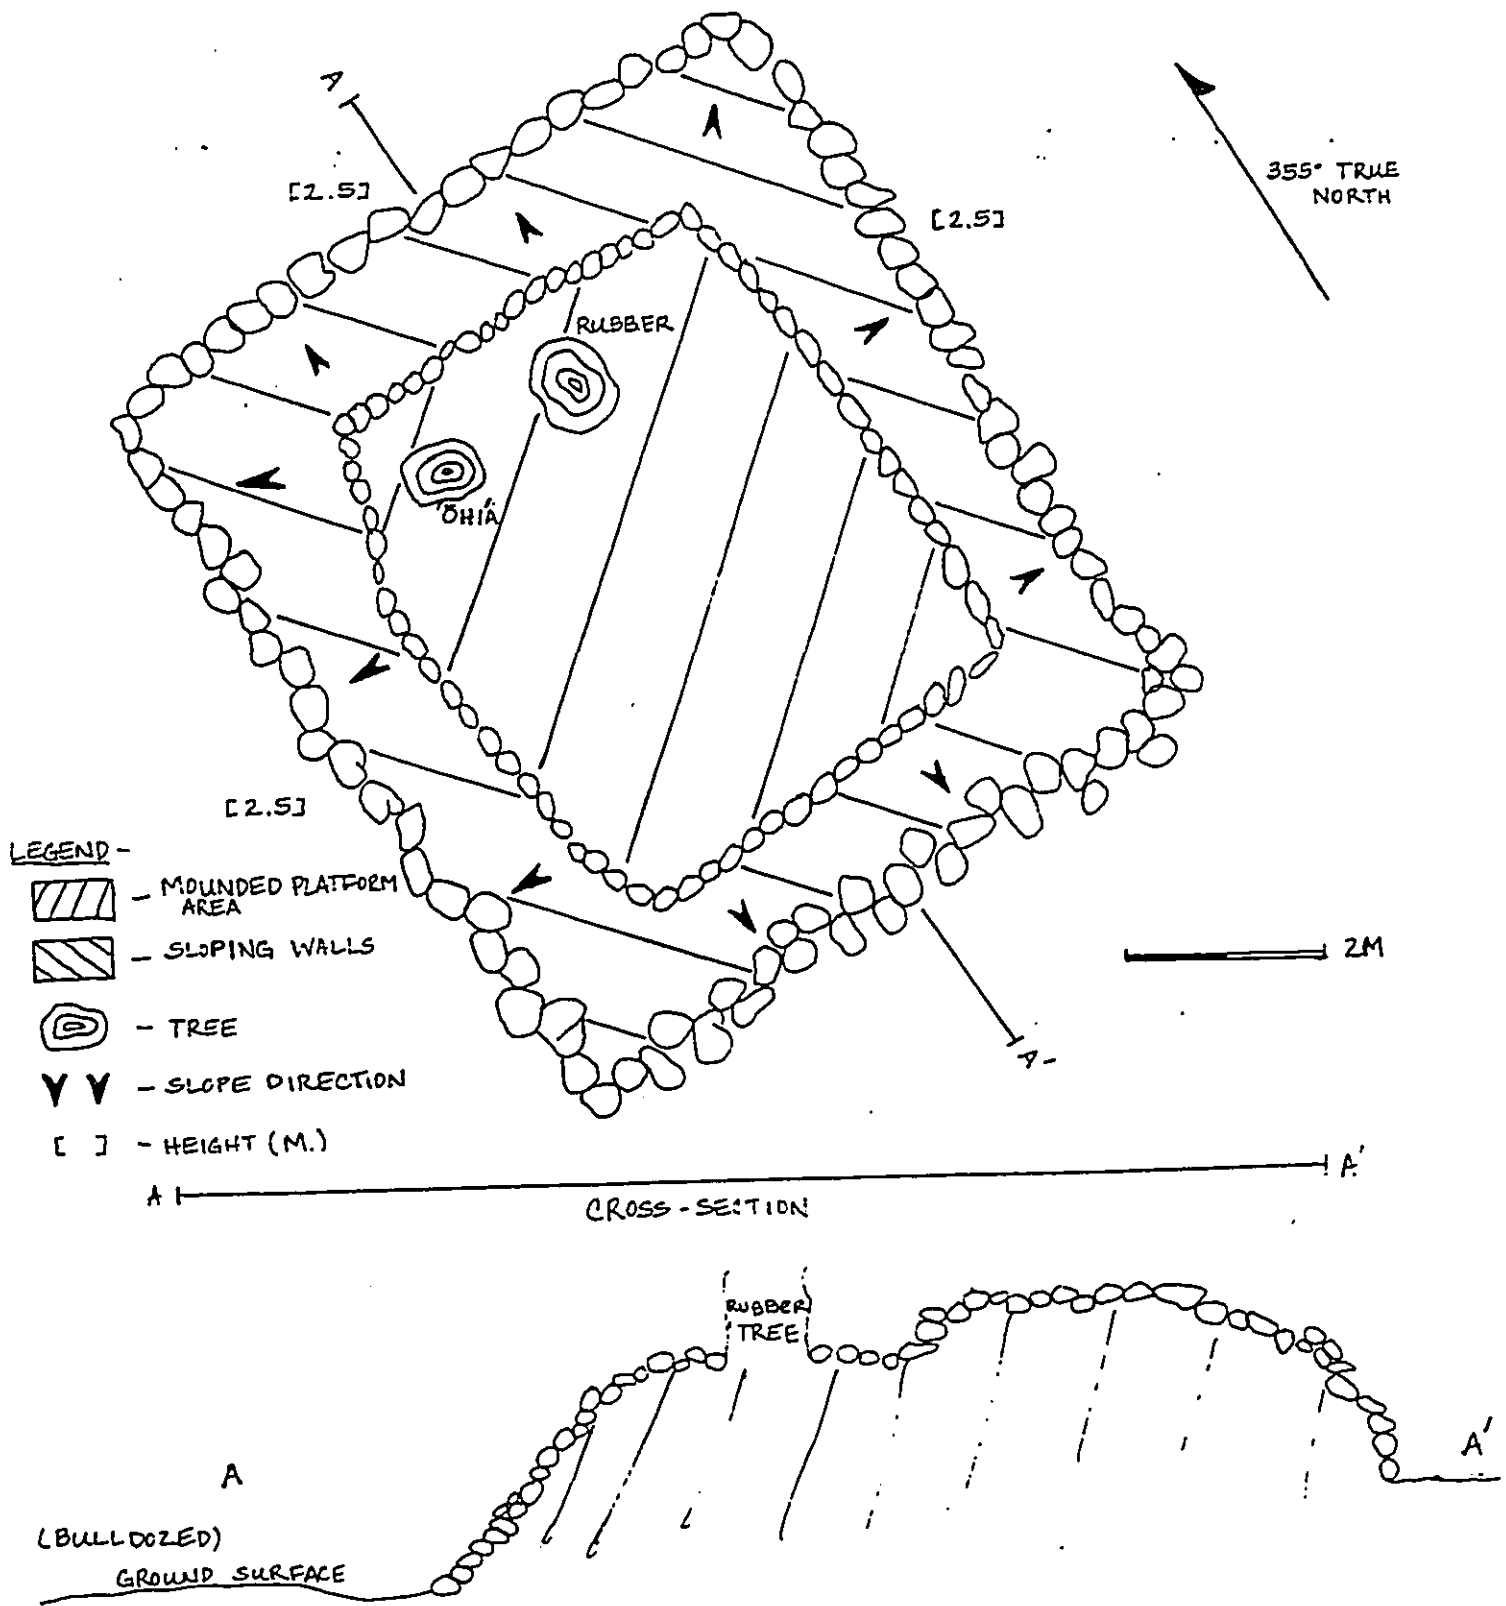 A
[2.5]
355° TRUE
NORTH
[2.5]
RUBBER
'ŌHI'A
[2.5]
LEGEND -
- MOUNDED PLATFORM
AREA
- SLOPING WALLS
2M
- TREE
A-
- SLOPE DIRECTION
[ ] - HEIGHT (M.)
A A'
CROSS-SECTION
RUBBER
TREE
A A'
(BULLDOZED)
GROUND SURFACE